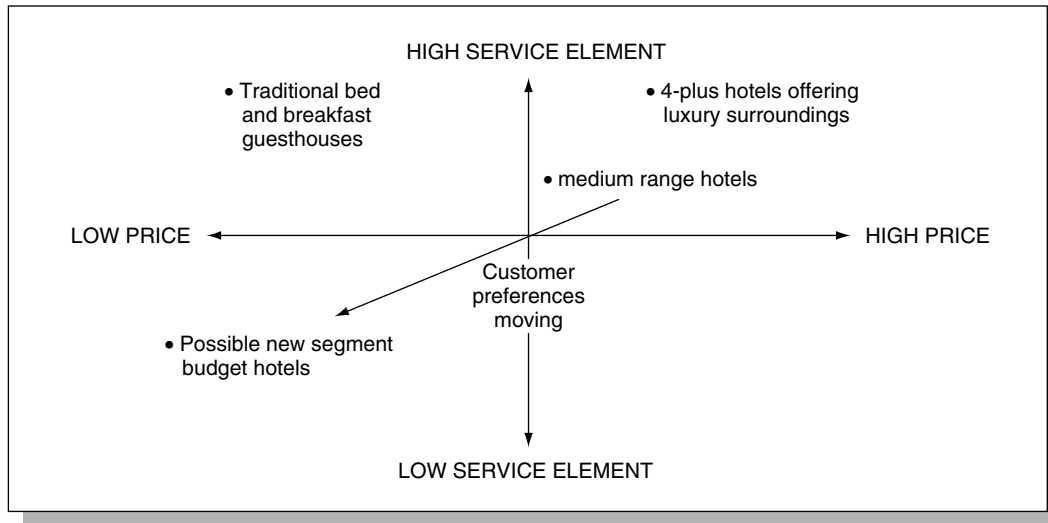 HIGH SERVICE ELEMENT
• Traditional bed
and breakfast
guesthouses
• 4-plus hotels offering
luxury surroundings
• medium range hotels
LOW PRICE
HIGH PRICE
Customer
preferences
moving
• Possible new segment
budget hotels
LOW SERVICE ELEMENT